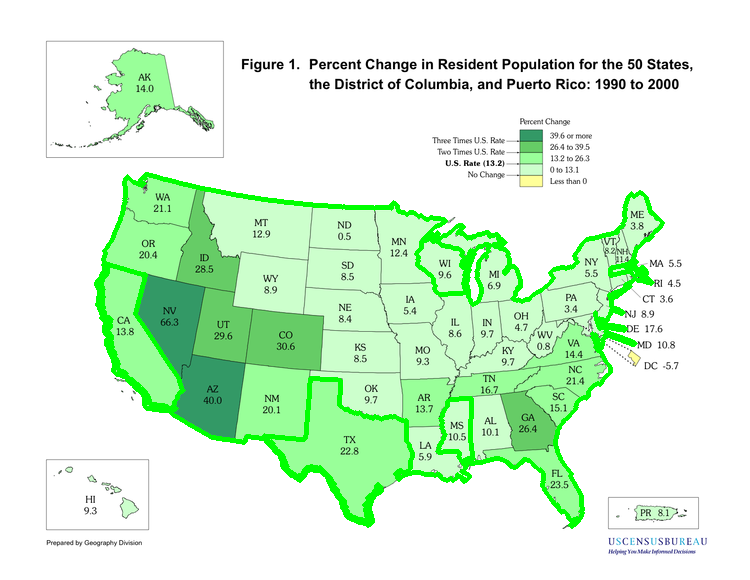 Figure 1. Percent Change in Resident Population for the 50 States,
the District of Columbia, and Puerto Rico: 1990 to 2000
AK
14.0
Percent Change
Three Times U.S. Rate
39.6 or more
Two Times U.S. Rate
26.4 to 39.5
U.S. Rate (13.2)
13.2 to 26.3
No Change
0 to 13.1
Less than 0
WA
21.1
OR
20.4
CA
13.8
ID
28.5
NV
66.3
MT
12.9
WY
8.9
UT
29.6
CO
30.6
AZ
40.0
NM
20.1
ND
0.5
SD
8.5
NE
8.4
KS
8.5
OK
9.7
TX
22.8
MN
12.4
IA
5.4
MO
9.3
AR
13.7
LA
5.9
WI
9.6
IL
8.6
MI
6.9
IN
9.7
OH
4.7
KY
9.7
TN
16.7
MS
10.5
AL
10.1
GA
26.4
FL
23.5
SC
15.1
NC
21.4
VA
14.4
WV
0.8
PA
3.4
NY
5.5
VT
8.2
NH
11.4
ME
3.8
MA 5.5
RI 4.5
CT 3.6
NJ 8.9
DE 17.6
MD 10.8
DC -5.7
HI
9.3
PR 8.1
Prepared by Geography Division
USCENSUSBUREAU
Helping You Make Informed Decisions